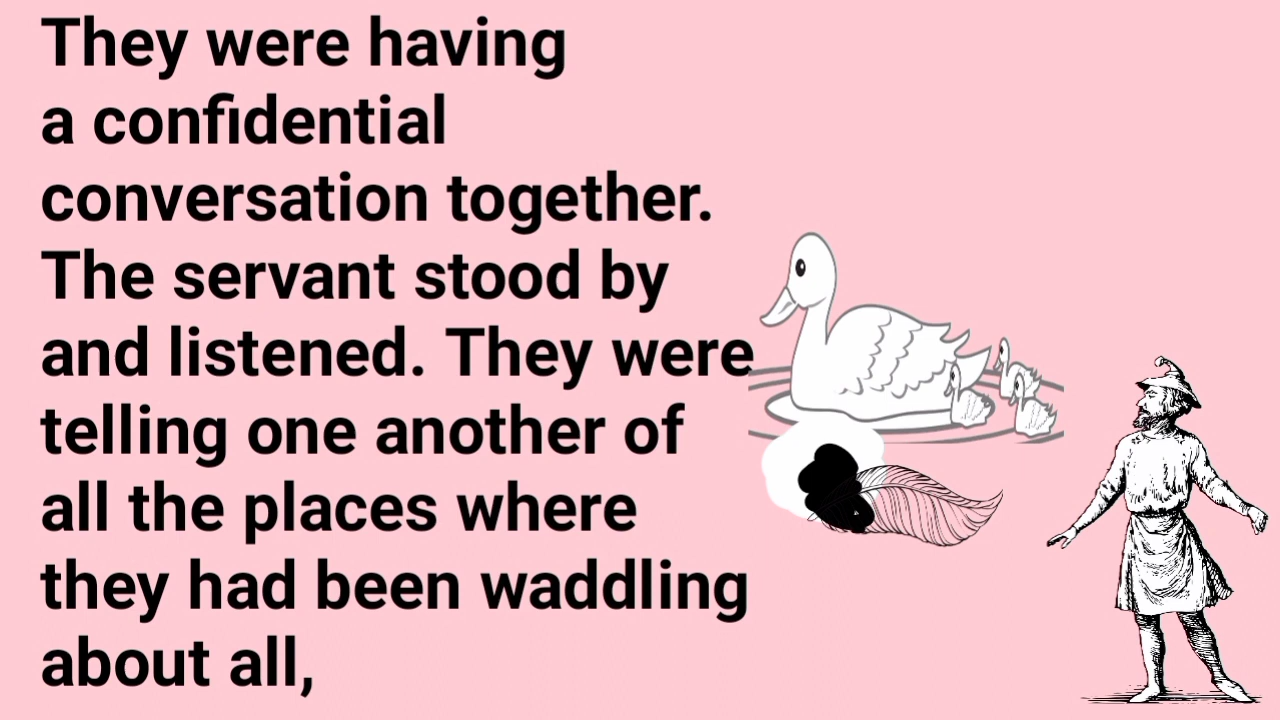 They were having
a confidential
conversation together.
The servant stood by
and listened. They were
telling one another of
all the places where
they had been waddling
about all,